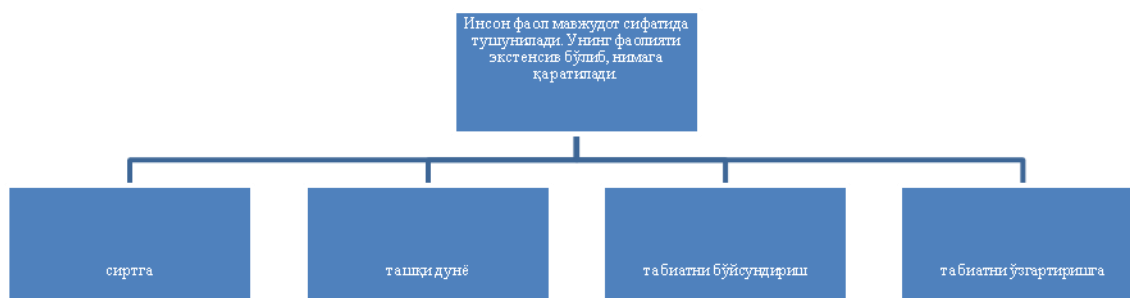 Инсон фаол мавжудот сифатида
тушунилади. Унинг фаолияти
экстенсив бўлиб, нимага
қаратилади.
сиртга
ташқи дунё
табиатни бўйсундириш
табиатни ўзгартиришга